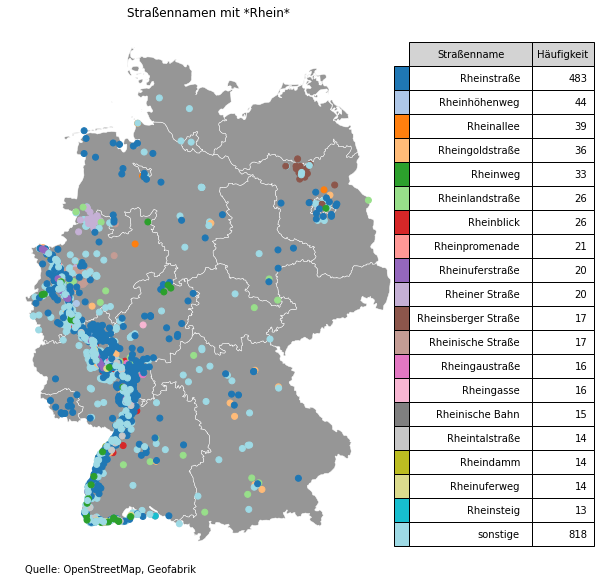 Straßennamen mit *Rhein*
Straßenname Häufigkeit
Rheinstraße 483
Rheinhöhenweg 44
Rheinallee 39
Rheingoldstraße 36
Rheinweg 33
Rheinlandstraße 26
Rheinblick 26
Rheinpromenade 21
Rheinuferstraße 20
Rheiner Straße 20
Rheinsberger Straße 17
Rheinische Straße 17
Rheingaustraße 16
Rheingasse 16
Rheinische Bahn 15
Rheintalstraße 14
Rheindamm 14
Rheinuferweg 14
Rheinsteig 13
sonstige 818
Quelle: OpenStreetMap, Geofabrik